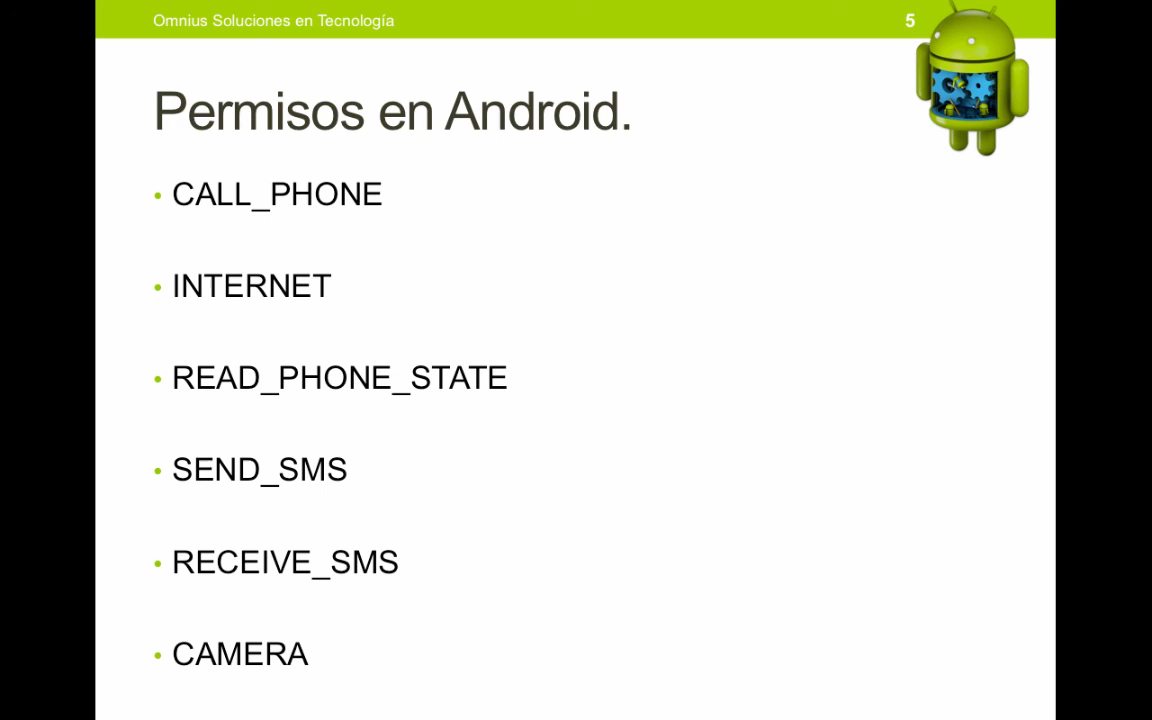 Omnius Soluciones en Tecnología
5
Permisos en Android.
• CALL_PHONE
• INTERNET
• READ_PHONE_STATE
• SEND_SMS
• RECEIVE_SMS
• CAMERA